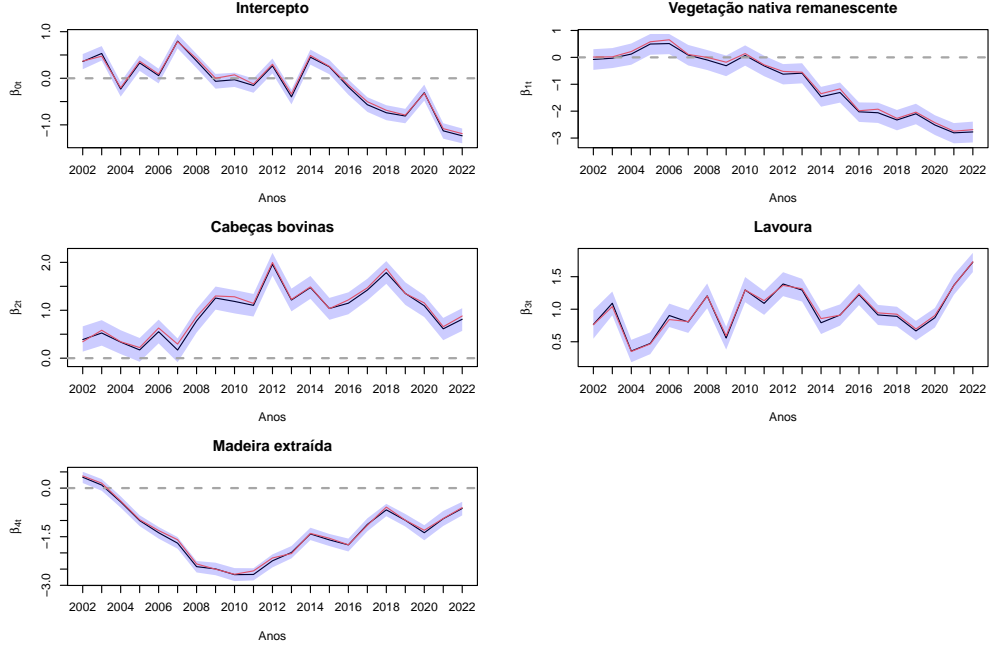 Intercepto
β0t
1.0
0.0
−1.0
2002 2004 2006 2008 2010 2012 2014 2016 2018 2020 2022
Anos
Vegetação nativa remanescente
β1t
1
0
−1
−2
−3
2002 2004 2006 2008 2010 2012 2014 2016 2018 2020 2022
Anos
Cabeças bovinas
β2t
2.0
1.0
0.0
2002 2004 2006 2008 2010 2012 2014 2016 2018 2020 2022
Anos
Lavoura
β3t
1.5
1.0
0.5
2002 2004 2006 2008 2010 2012 2014 2016 2018 2020 2022
Anos
Madeira extraída
β4t
0.0
−1.5
−3.0
2002 2004 2006 2008 2010 2012 2014 2016 2018 2020 2022
Anos